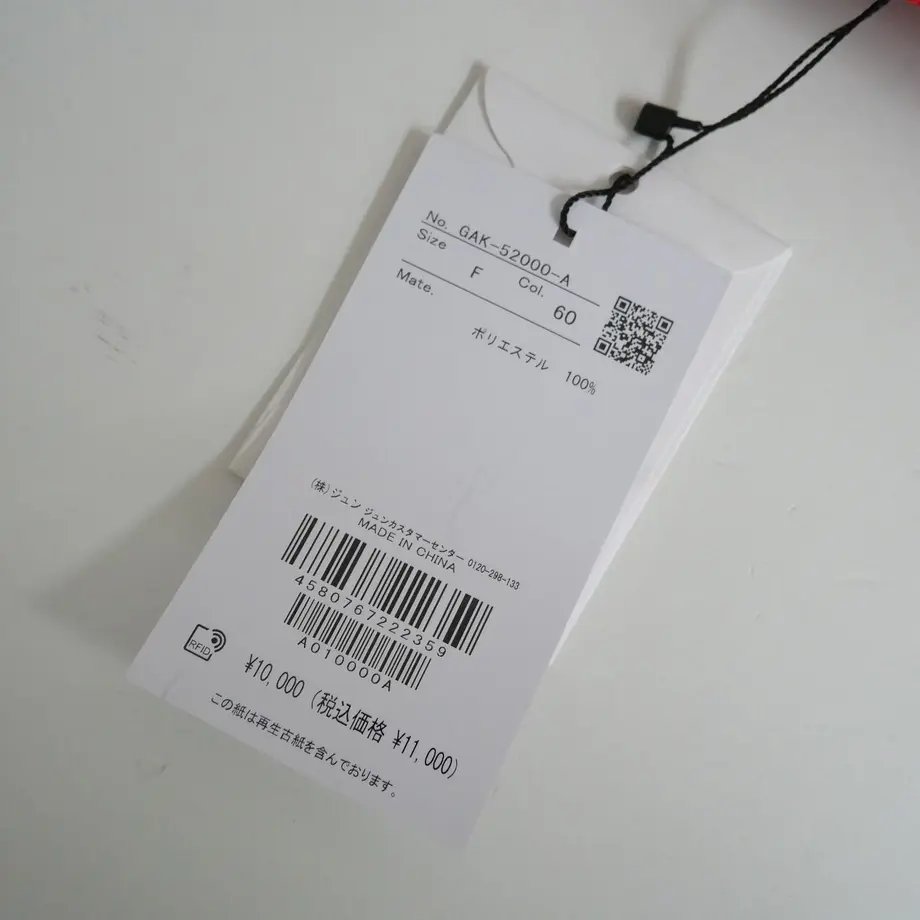 No. GAK-52000-A
Size F Col. 60
Mate.
ポリエステル 100%
(株)ジュン ジュンカスタマーセンター 0120-298-133
MADE IN CHINA
4580767222359
A010000A
RFID
¥10,000 (税込価格 ¥11,000)
この紙は再生古紙を含んでおります。